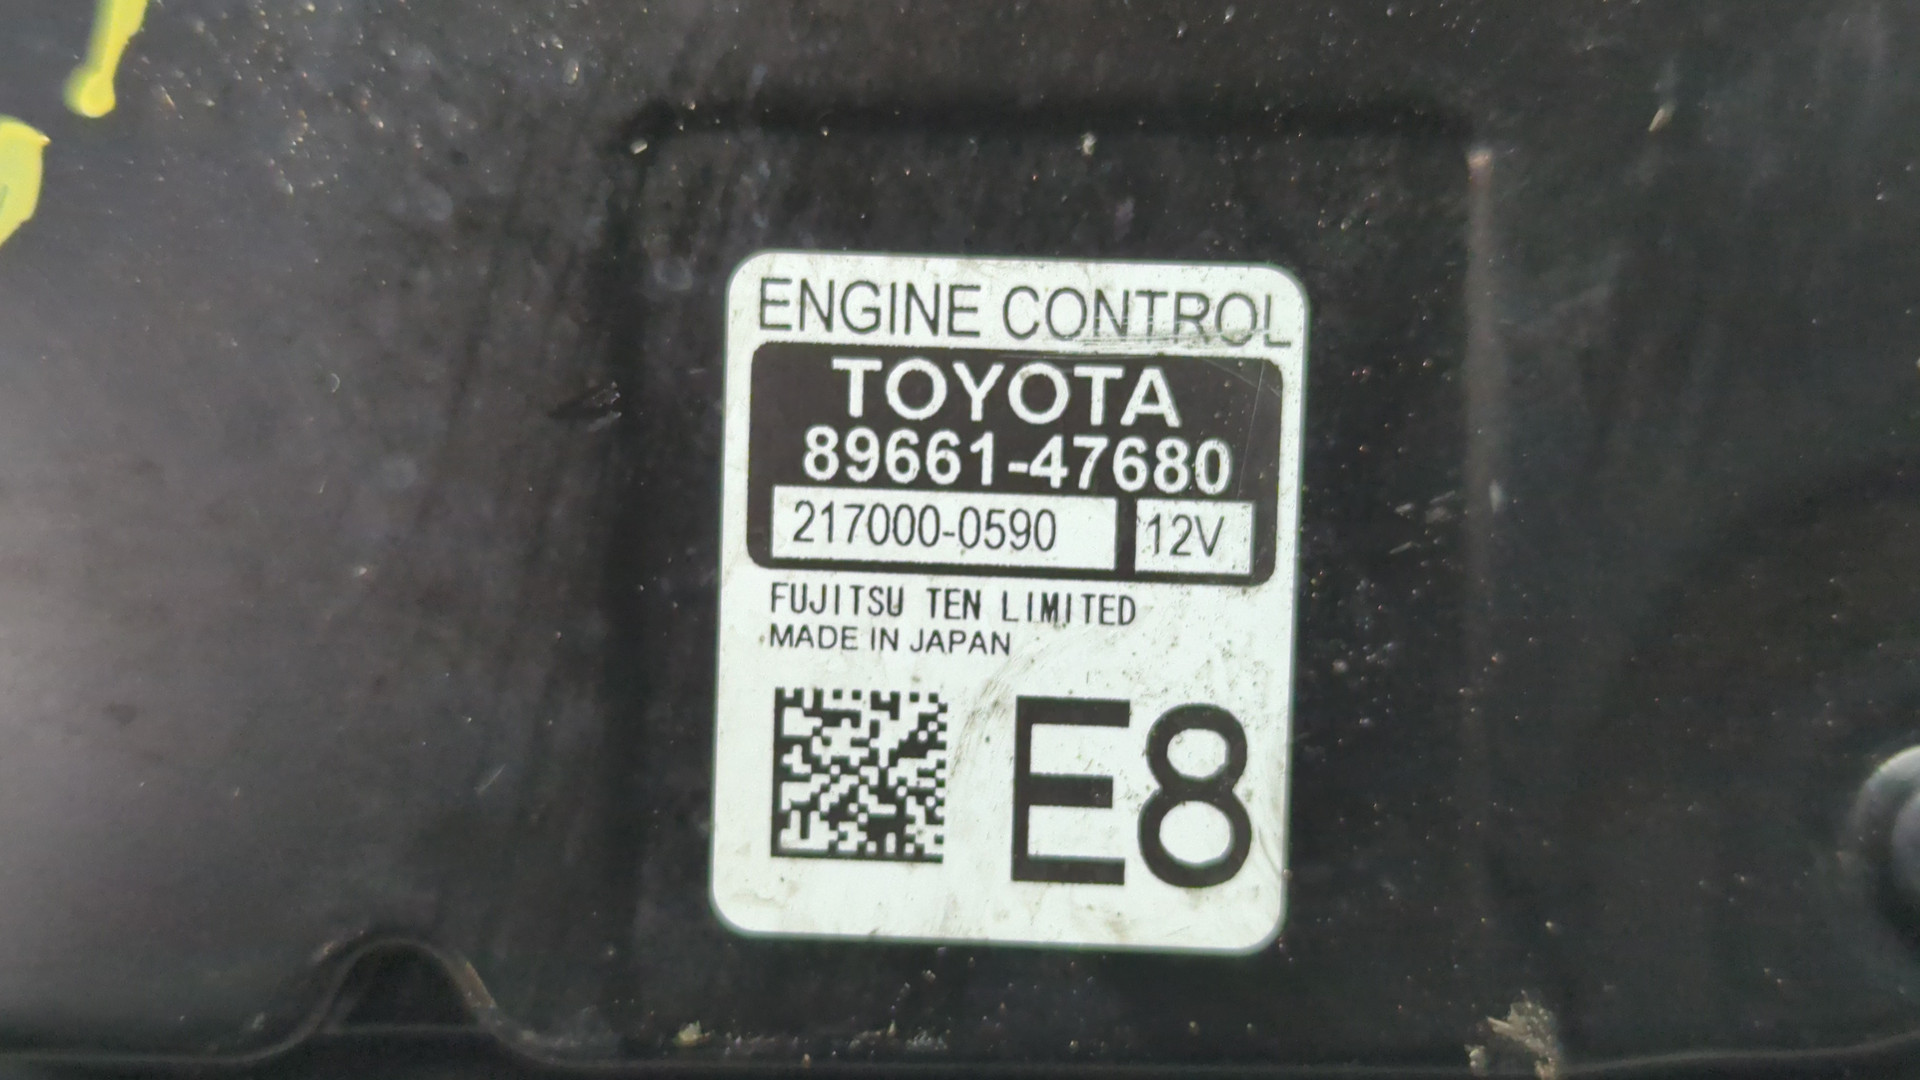 ENGINE CONTROL
TOYOTA
89661-47680
217000-0590 12V
FUJITSU TEN LIMITED
MADE IN JAPAN
E8